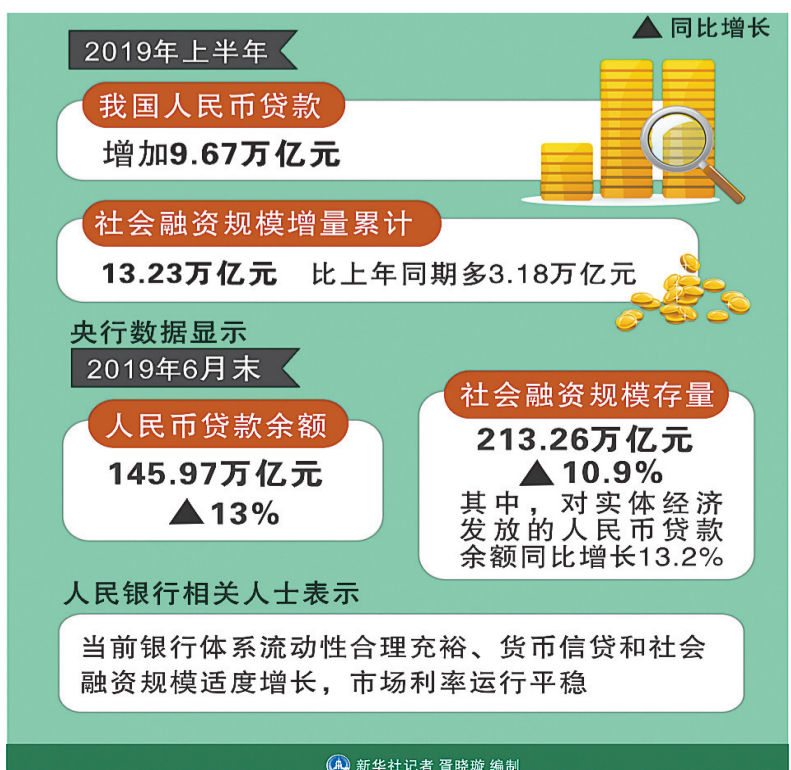 ▲同比增长
2019年上半年
我国人民币贷款
增加9.67万亿元
社会融资规模增量累计
13.23万亿元 比上年同期多3.18万亿元
央行数据显示
2019年6月末
人民币贷款余额
145.97万亿元
▲13%
社会融资规模存量
213.26万亿元
▲10.9%
其中，对实体经济
发放的人民币贷款
余额同比增长13.2%
人民银行相关人士表示
当前银行体系流动性合理充裕、货币信贷和社会
融资规模适度增长，市场利率运行平稳
新华社记者 胥晓璇 编制